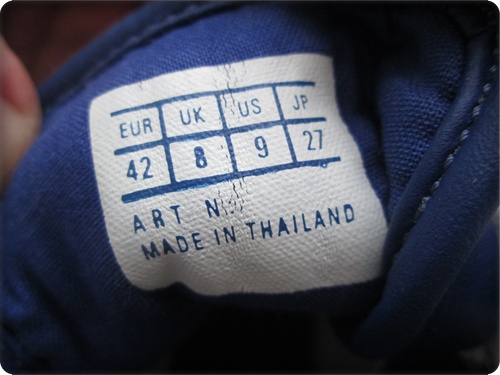 EUR UK US JP
42 8 9 27
ART N
MADE IN THAILAND